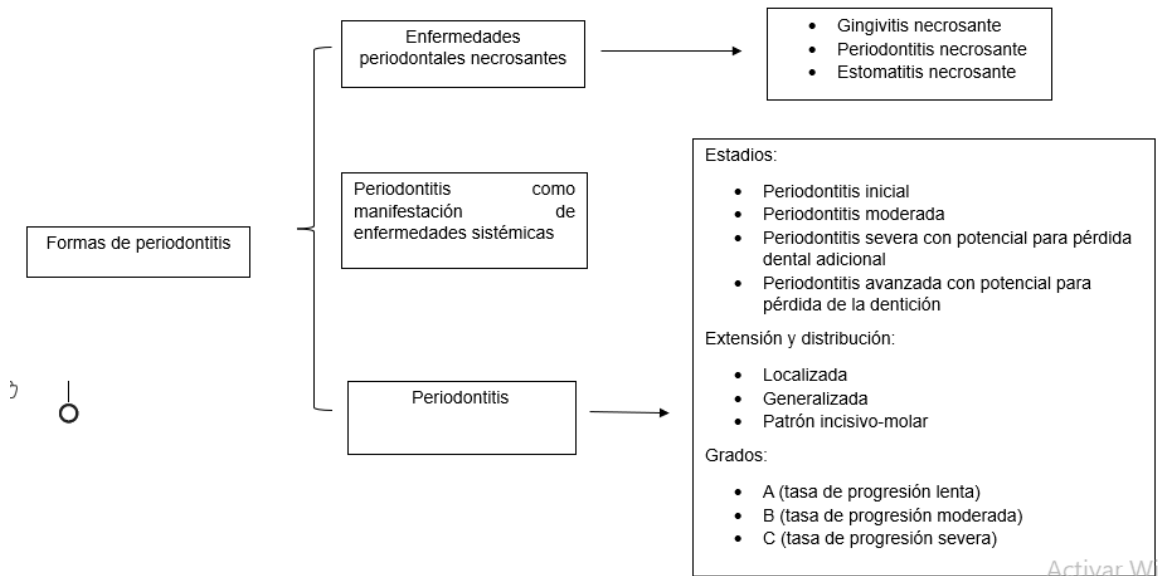 Formas de periodontitis
Enfermedades
periodontales necrosantes
• Gingivitis necrosante
• Periodontitis necrosante
• Estomatitis necrosante
Periodontitis como
manifestación de
enfermedades sistémicas
Periodontitis
Estadios:
• Periodontitis inicial
• Periodontitis moderada
• Periodontitis severa con potencial para pérdida
dental adicional
• Periodontitis avanzada con potencial para
pérdida de la dentición
Extensión y distribución:
• Localizada
• Generalizada
• Patrón incisivo-molar
Grados:
• A (tasa de progresión lenta)
• B (tasa de progresión moderada)
• C (tasa de progresión severa)
Activar Wi